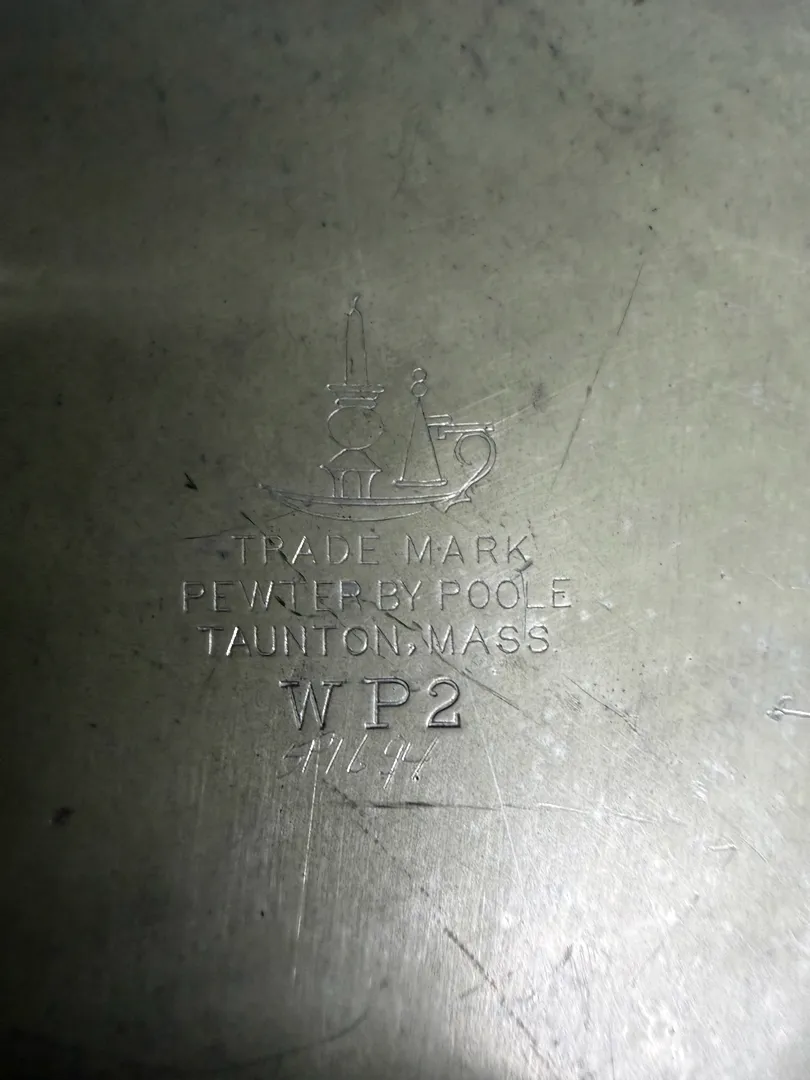 TRADE MARK
PEWTER BY POOLE
TAUNTON, MASS.
WP2